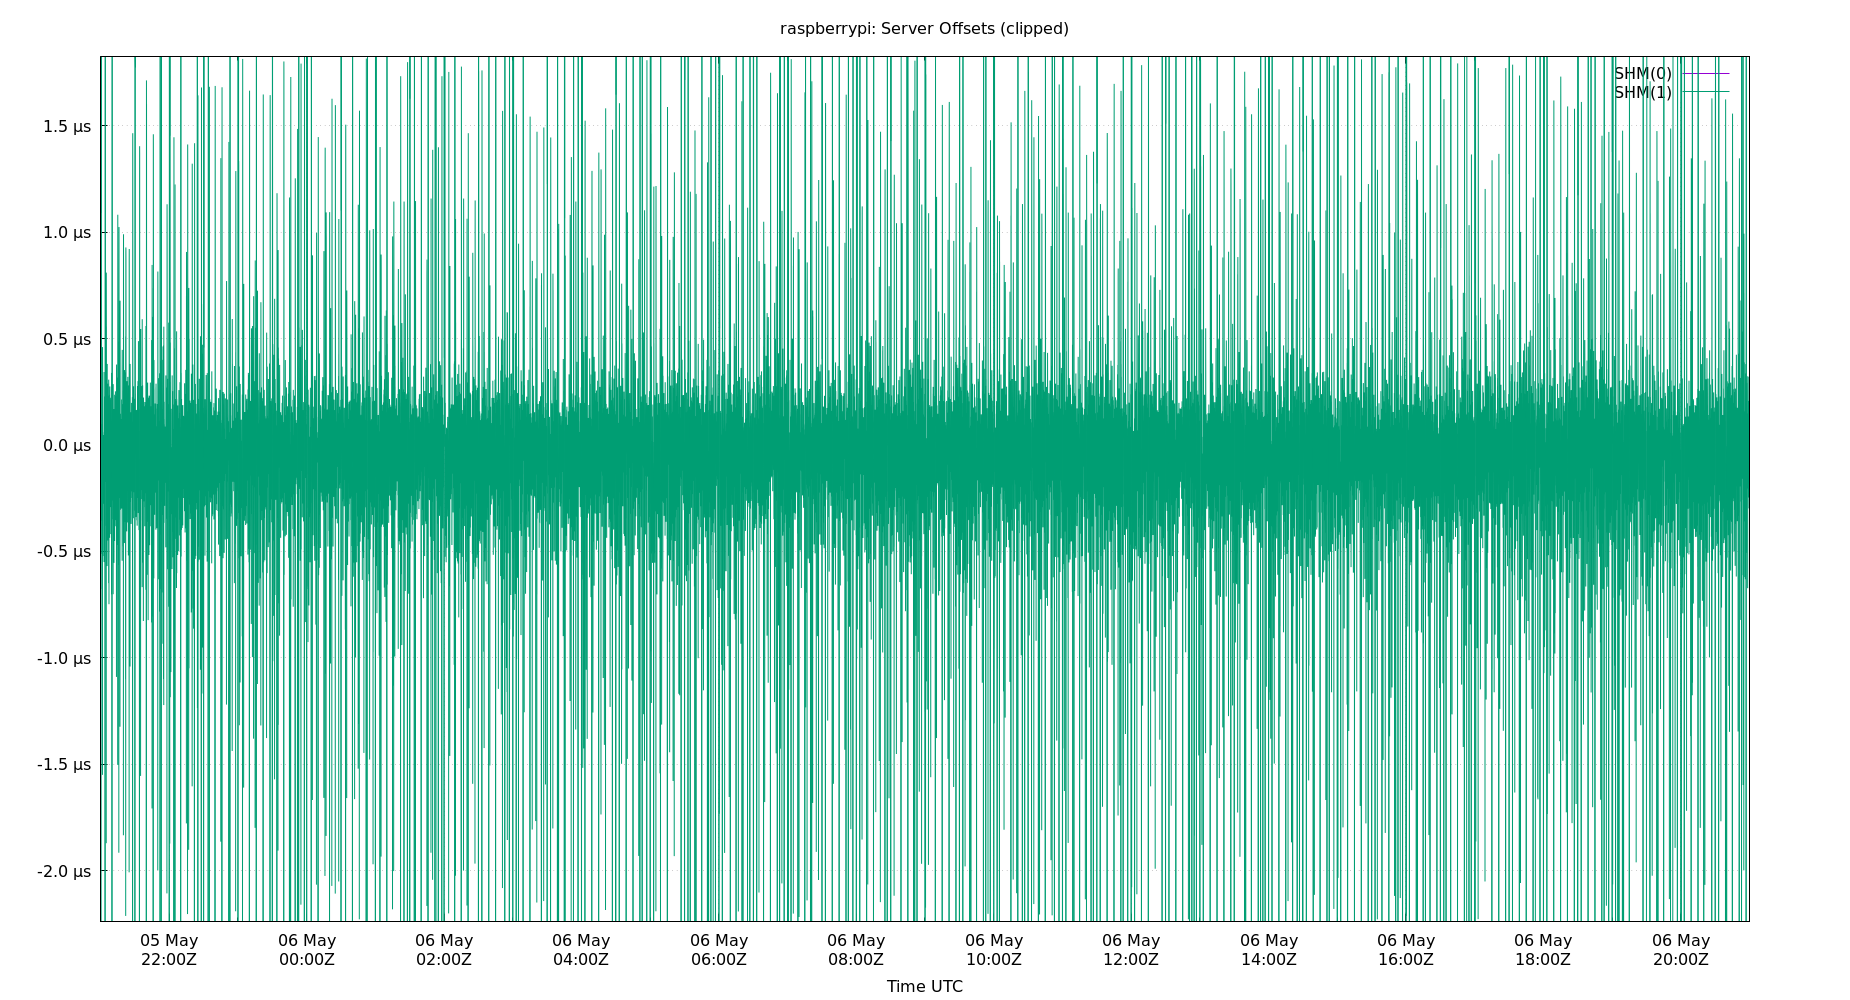 raspberrypi: Server Offsets (clipped)
SHM(0)
SHM(1)
1.5 µs
1.0 µs
0.5 µs
0.0 µs
-0.5 µs
-1.0 µs
-1.5 µs
-2.0 µs
05 May 06 May 06 May 06 May 06 May 06 May 06 May 06 May 06 May 06 May 06 May 06 May
22:00Z 00:00Z 02:00Z 04:00Z 06:00Z 08:00Z 10:00Z 12:00Z 14:00Z 16:00Z 18:00Z 20:00Z
Time UTC